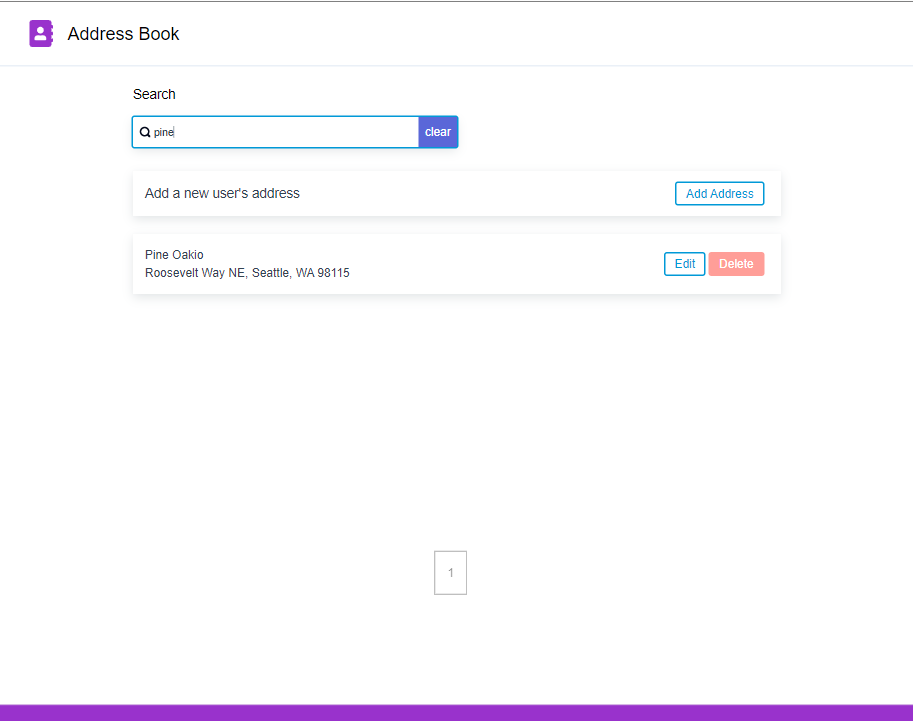 Address Book
Search
pine clear
Add a new user's address Add Address
Pine Oakio
Roosevelt Way NE, Seattle, WA 98115 Edit Delete
1